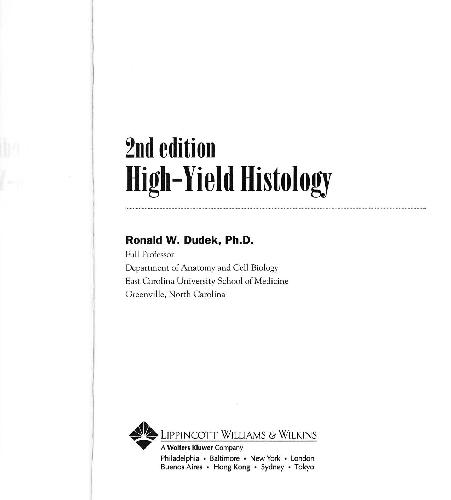 2nd edition
High-Yield Histology
Ronald W. Dudek, Ph.D.
Full Professor
Department of Anatomy and Cell Biology
East Carolina University School of Medicine
Greenville, North Carolina
LIPPINCOTT WILLIAMS & WILKINS
A Wolters Kluwer Company
Philadelphia • Baltimore • New York • London
Buenos Aires • Hong Kong • Sydney • Tokyo